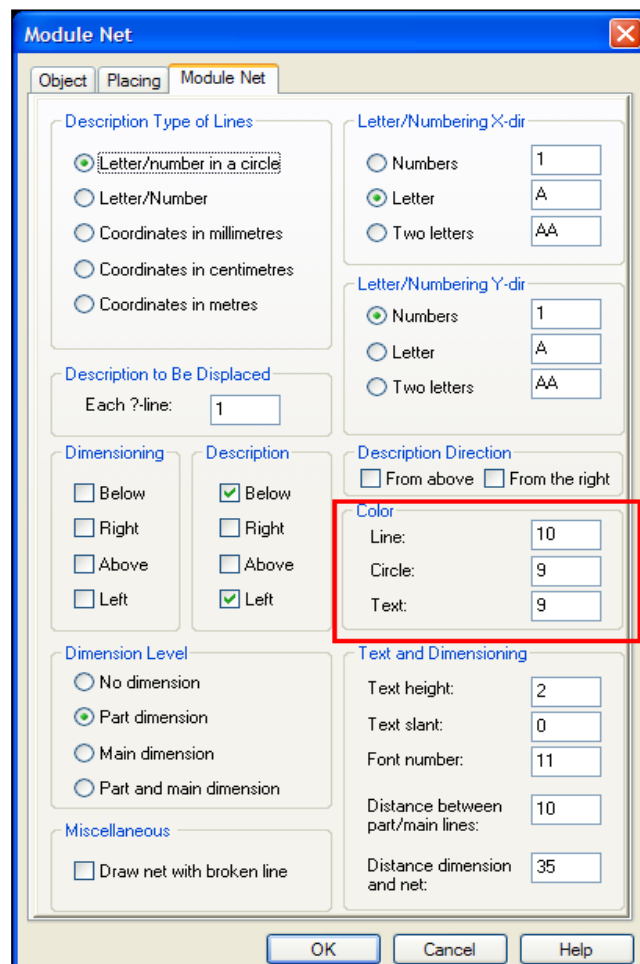 Module Net
Object Placing Module Net
Description Type of Lines
Letter/number in a circle
Letter/Number
Coordinates in millimetres
Coordinates in centimetres
Coordinates in metres
Letter/Numbering X-dir
Numbers 1
Letter A
Two letters AA
Letter/Numbering Y-dir
Numbers 1
Letter A
Two letters AA
Description to Be Displaced
Each ?-line: 1
Dimensioning
Below
Right
Above
Left
Description
Below
Right
Above
Left
Description Direction
From above From the right
Color
Line: 10
Circle: 9
Text: 9
Dimension Level
No dimension
Part dimension
Main dimension
Part and main dimension
Text and Dimensioning
Text height: 2
Text slant: 0
Font number: 11
Distance between
part/main lines: 10
Distance dimension
and net: 35
Miscellaneous
Draw net with broken line
OK Cancel Help